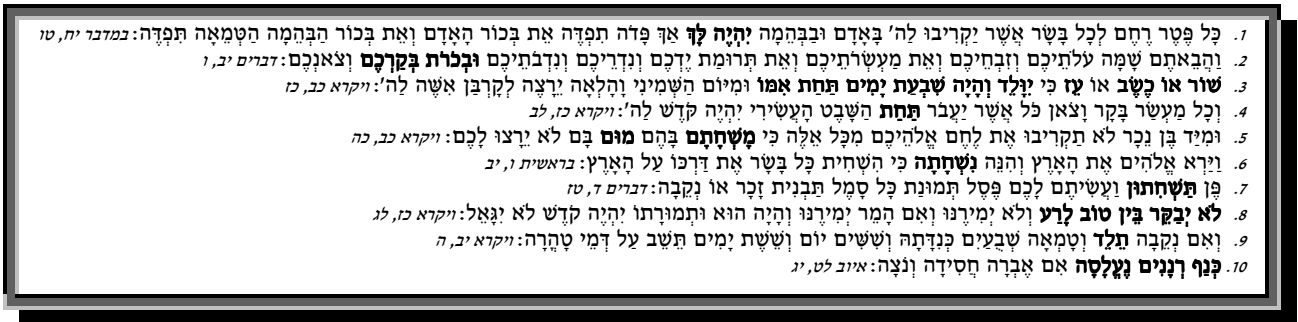 1. כָּל פֶּטֶר רֶחֶם לְכָל בָּשָׂר אֲשֶׁר יַקְרִיבוּ לַה' בָּאָדָם וּבַבְּהֵמָה יִהְיֶה לָּךְ אַךְ פָּדֹה תִפְדֶּה אֵת בְּכוֹר הָאָדָם וְאֵת בְּכוֹר הַבְּהֵמָה הַטְּמֵאָה תִּפְדֶּה: במדבר יח, טו
2. וַהֲבֵאתֶם שָׁמָּה עֹלֹתֵיכֶם וְזִבְחֵיכֶם וְאֵת מַעְשְׂרֹתֵיכֶם וְאֵת תְּרוּמַת יֶדְכֶם וְנִדְרֵיכֶם וְנִדְבֹתֵיכֶם וּבְכֹרֹת בְּקַרְכֶם וְצֹאנְכֶם: דברים יב, ו
3. שׁוֹר אוֹ כֶשֶׂב אוֹ עֵז כִּי יִוָּלֵד וְהָיָה שִׁבְעַת יָמִים תַּחַת אִמּוֹ וּמִיּוֹם הַשְּׁמִינִי וָהָלְאָה יֵרָצֶה לְקָרְבַּן אִשֶּׁה לַה': ויקרא כב, כז
4. וְכָל מַעְשַׂר בָּקָר וָצֹאן כֹּל אֲשֶׁר יַעֲבֹר תַּחַת הַשָּׁבֶט הָעֲשִׂירִי יִהְיֶה קֹּדֶשׁ לַה': ויקרא כז, לב
5. וּמִיַּד בֶּן נֵכָר לֹא תַקְרִיבוּ אֶת לֶחֶם אֱלֹהֵיכֶם מִכָּל אֵלֶּה כִּי מָשְׁחָתָם בָּהֶם מוּם בָּם לֹא יֵרָצוּ לָכֶם: ויקרא כב, כה
6. וַיַּרְא אֱלֹהִים אֶת הָאָרֶץ וְהִנֵּה נִשְׁחָתָה כִּי הִשְׁחִית כָּל בָּשָׂר אֶת דַּרְכּוֹ עַל הָאָרֶץ: בראשית ו, יב
7. פֶּן תַּשְׁחִתוּן וַעֲשִׂיתֶם לָכֶם פֶּסֶל תְּמוּנַת כָּל סָמֶל תַּבְנִית זָכָר אוֹ נְקֵבָה: דברים ד, טז
8. לֹא יְבַקֵּר בֵּין טוֹב לָרַע וְלֹא יְמִירֶנּוּ וְאִם הָמֵר יְמִירֶנּוּ וְהָיָה הוּא וּתְמוּרָתוֹ יִהְיֶה קֹדֶשׁ לֹא יִגָּאֵל: ויקרא כז, לג
9. וְאִם נְקֵבָה תֵלֵד וְטָמְאָה שְׁבֻעַיִם כְּנִדָּתָהּ וְשִׁשִּׁים יוֹם וְשֵׁשֶׁת יָמִים תֵּשֵׁב עַל דְּמֵי טָהֳרָה: ויקרא יב, ה
10. כְּנַף רְנָנִים נֶעֱלָסָה אִם אֶבְרָה חֲסִידָה וְנֹצָה: איוב לט, יג